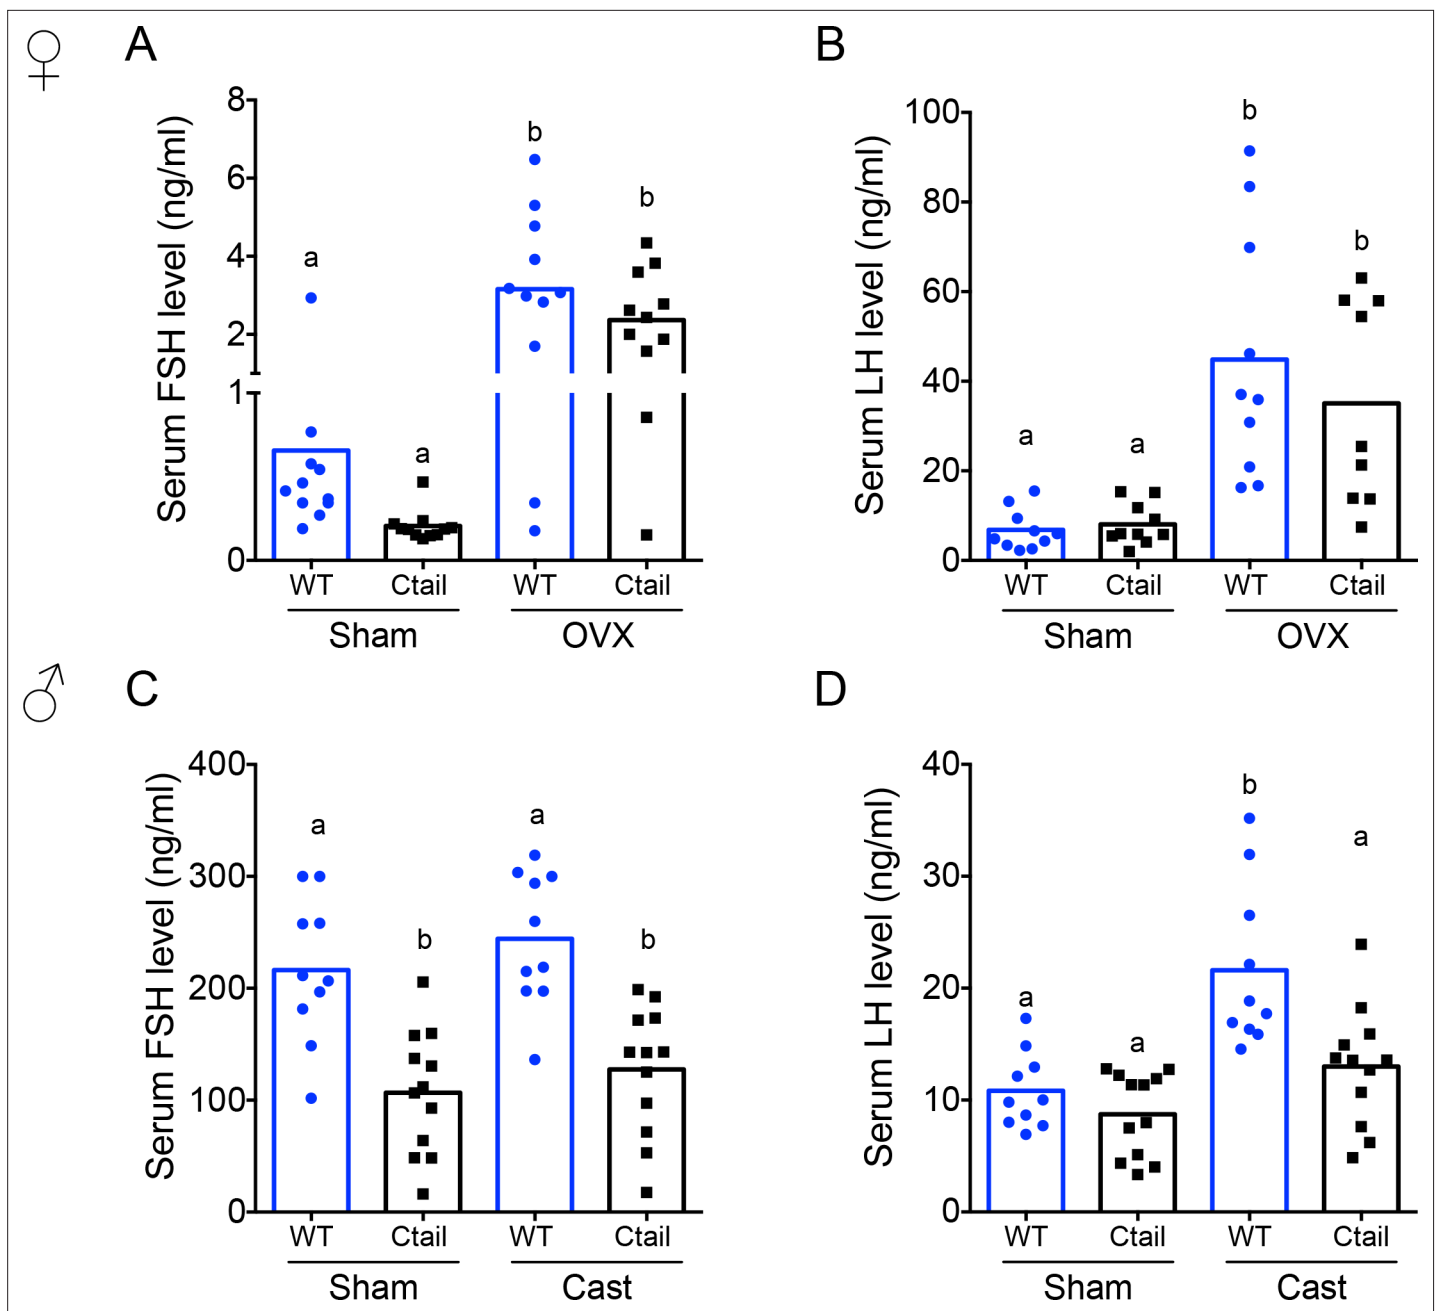 ♀
A
Serum FSH level (ng/ml)
8
6
4
2
1
0
a
a
b
b
WT Ctail WT Ctail
Sham OVX
B
Serum LH level (ng/ml)
100
80
60
40
20
0
a
a
b
b
WT Ctail WT Ctail
Sham OVX
♂
C
Serum FSH level (ng/ml)
400
300
200
100
0
a
b
a
b
WT Ctail WT Ctail
Sham Cast
D
Serum LH level (ng/ml)
40
30
20
10
0
a
a
b
a
WT Ctail WT Ctail
Sham Cast